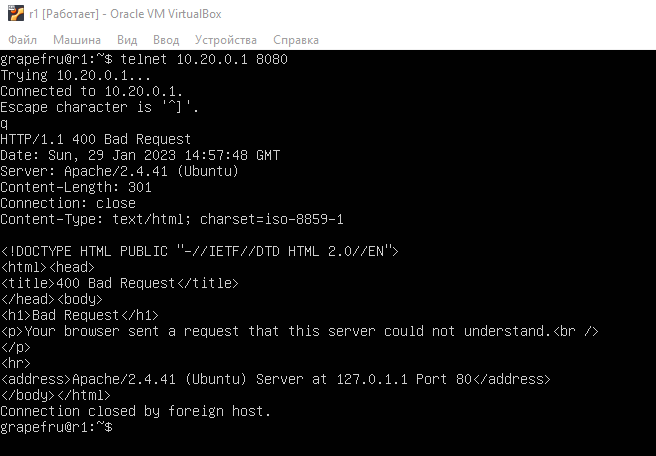 r1 [Работает] - Oracle VM VirtualBox
Файл Машина Вид Ввод Устройства Справка
grapefru@r1:~$ telnet 10.20.0.1 8080
Trying 10.20.0.1...
Connected to 10.20.0.1.
Escape character is '^]'.
q
HTTP/1.1 400 Bad Request
Date: Sun, 29 Jan 2023 14:57:48 GMT
Server: Apache/2.4.41 (Ubuntu)
Content-Length: 301
Connection: close
Content-Type: text/html; charset=iso-8859-1

<!DOCTYPE HTML PUBLIC "-//IETF//DTD HTML 2.0//EN">
<html><head>
<title>400 Bad Request</title>
</head><body>
<h1>Bad Request</h1>
<p>Your browser sent a request that this server could not understand.<br />
</p>
<hr>
<address>Apache/2.4.41 (Ubuntu) Server at 127.0.1.1 Port 80</address>
</body></html>
Connection closed by foreign host.
grapefru@r1:~$